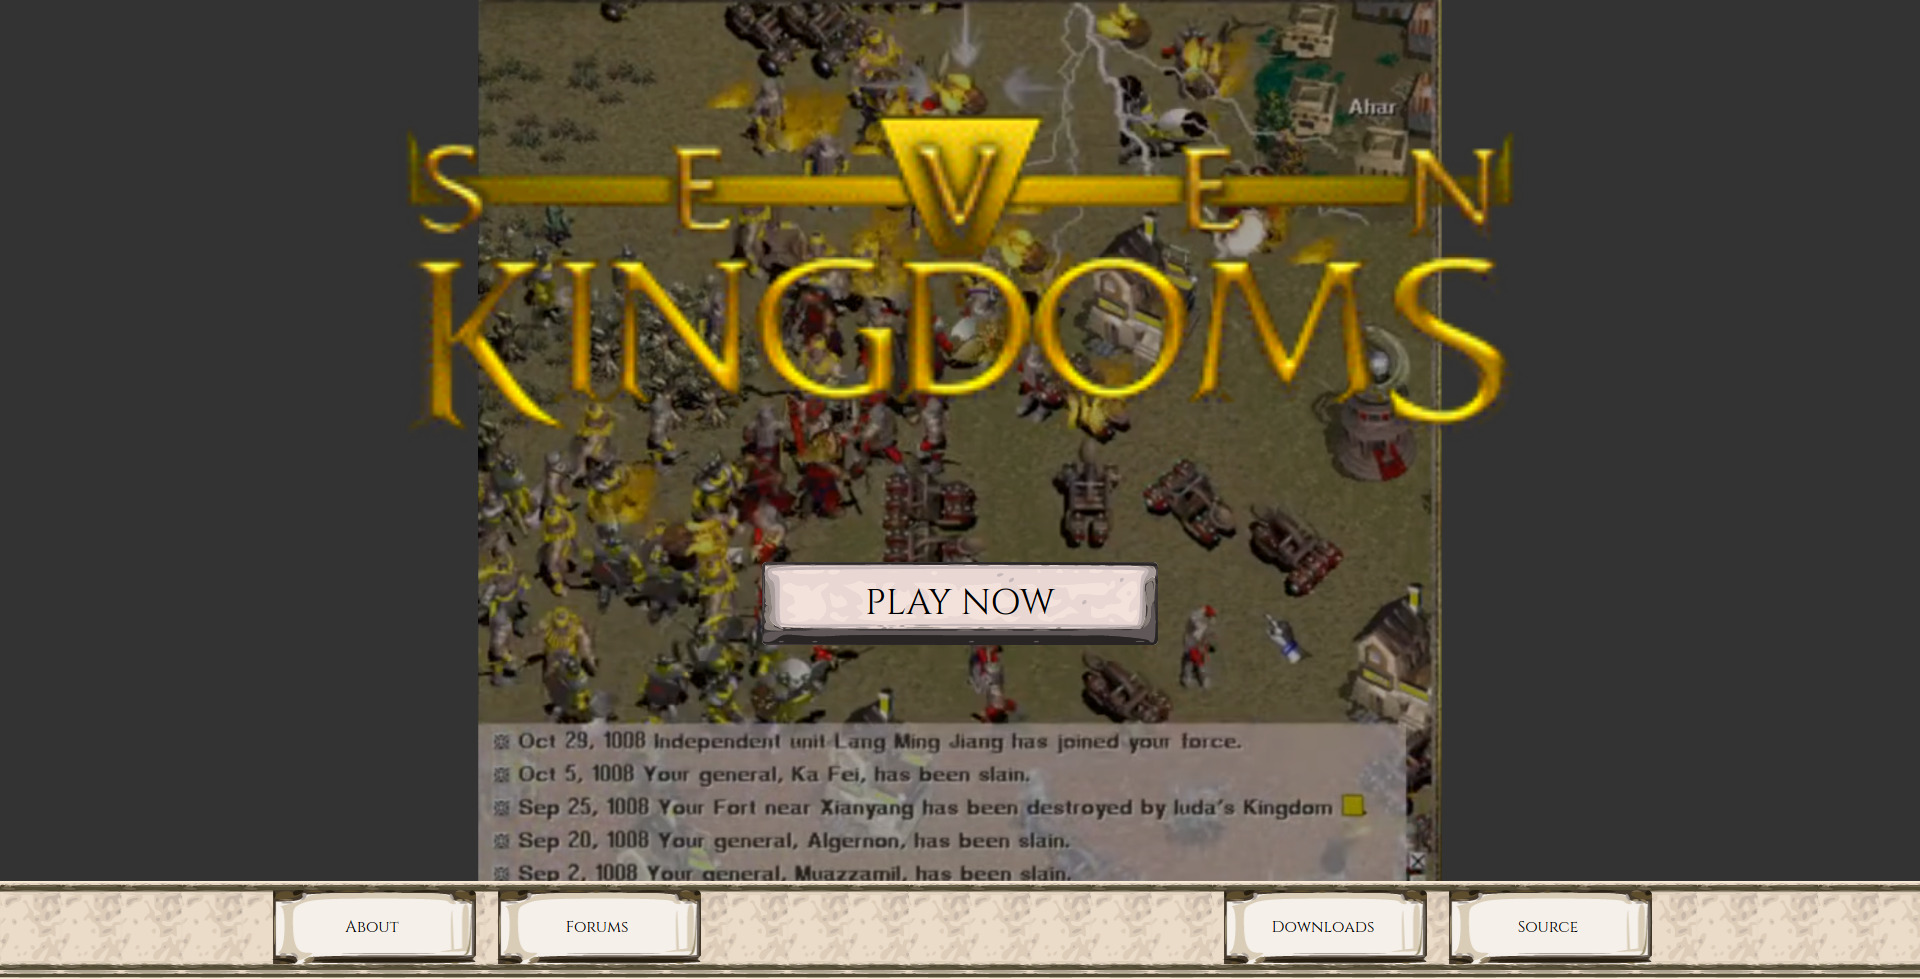 Ahar
SEVEN
KINGDOMS
PLAY NOW
Oct 29, 1008 Independent unit Lang Ming Jiang has joined your force.
Oct 5, 1008 Your general, Ka Fei, has been slain.
Sep 25, 1008 Your Fort near Xianyang has been destroyed by Iuda's Kingdom
Sep 20, 1008 Your general, Algernon, has been slain.
Sep 2, 1008 Your general, Muazzamil, has been slain.
About
Forums
Downloads
Source